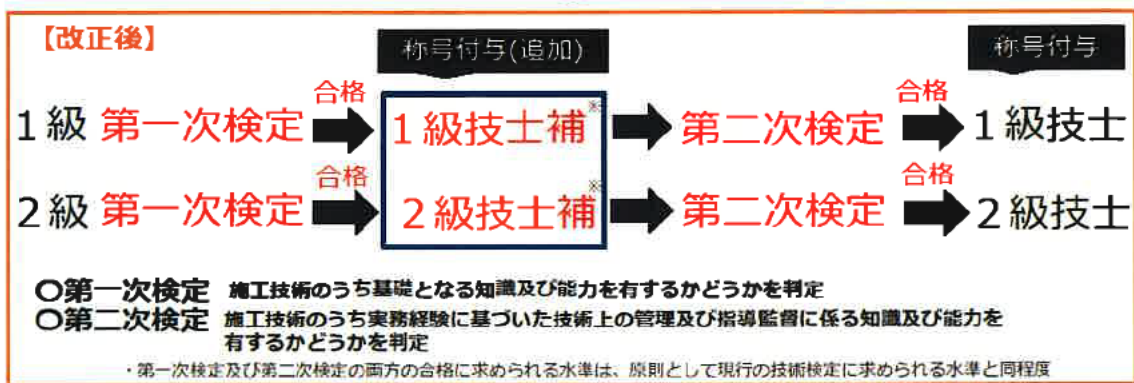 【改正後】
称号付与(追加)
称号付与
1級 第一次検定 合格 1級技士補※ 第二次検定 合格 1級技士
2級 第一次検定 合格 2級技士補※ 第二次検定 合格 2級技士
〇第一次検定 施工技術のうち基礎となる知識及び能力を有するかどうかを判定
〇第二次検定 施工技術のうち実務経験に基づいた技術上の管理及び指導監督に係る知識及び能力を
有するかどうかを判定
・第一次検定及び第二次検定の両方の合格に求められる水準は、原則として現行の技術検定に求められる水準と同程度